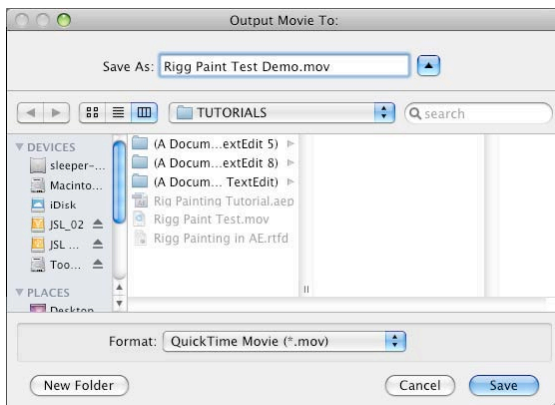 Output Movie To:
Save As: Rigg Paint Test Demo.mov
TUTORIALS
search
DEVICES
sleeper-...
Macinto...
iDisk
JSL_02
JSL ...
Too...
PLACES
Desktop
(A Docum...extEdit 5)
(A Docum...extEdit 8)
(A Docum... TextEdit)
Rig Painting Tutorial.aep
Rigg Paint Test.mov
Rigg Painting in AE.rtfd
Format: QuickTime Movie (*.mov)
New Folder
Cancel
Save